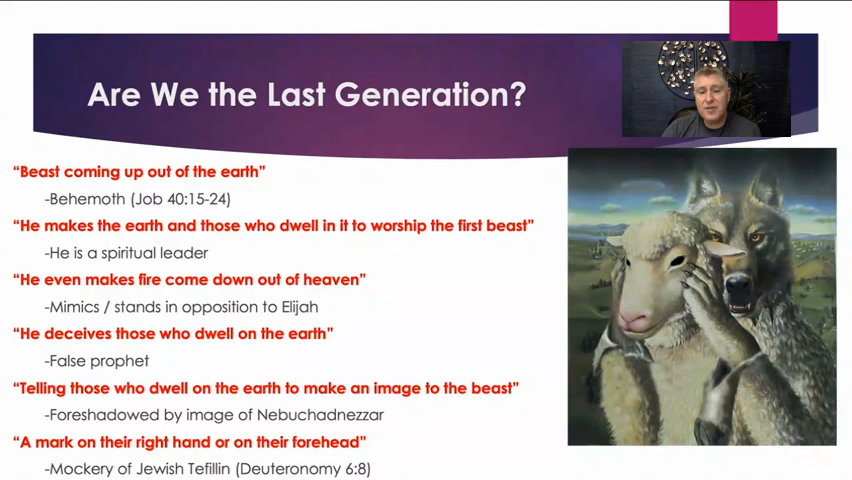 Are We the Last Generation?
“Beast coming up out of the earth”
-Behemoth (Job 40:15-24)
“He makes the earth and those who dwell in it to worship the first beast”
-He is a spiritual leader
“He even makes fire come down out of heaven”
-Mimics / stands in opposition to Elijah
“He deceives those who dwell on the earth”
-False prophet
“Telling those who dwell on the earth to make an image to the beast”
-Foreshadowed by image of Nebuchadnezzar
“A mark on their right hand or on their forehead”
-Mockery of Jewish Tefillin (Deuteronomy 6:8)